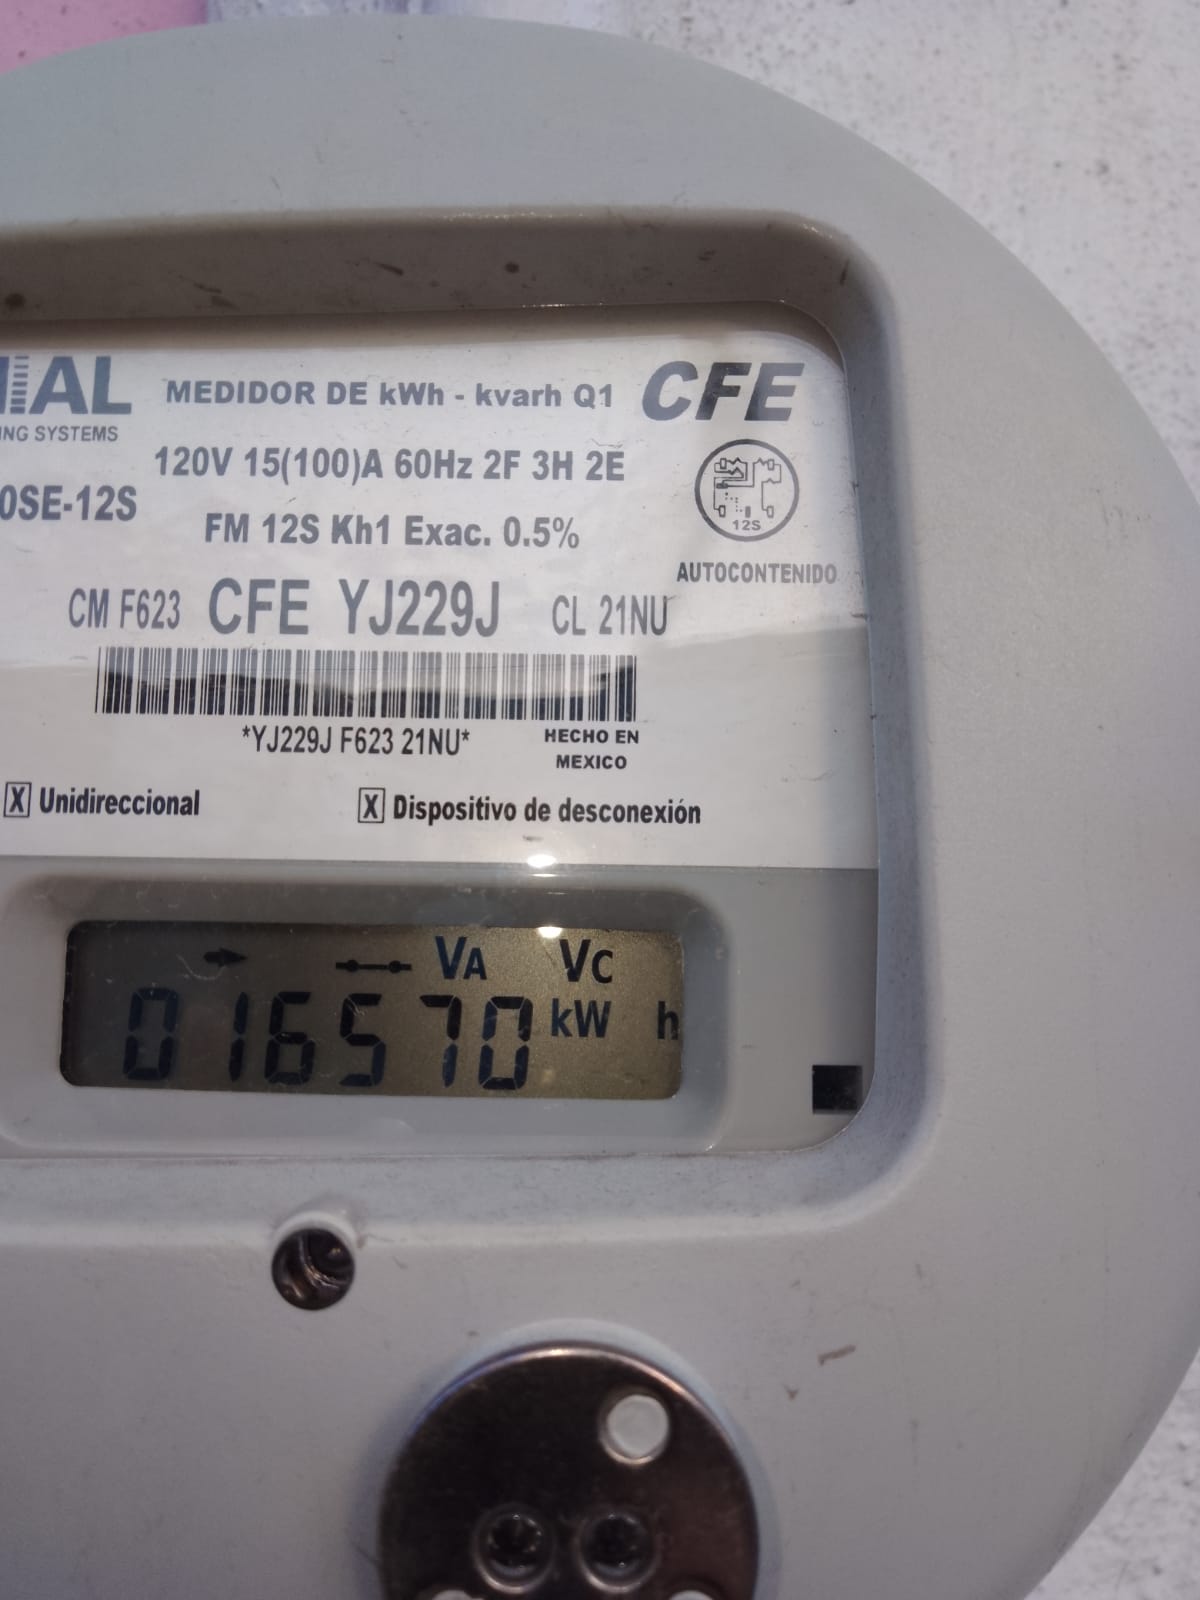 IAL
ING SYSTEMS
MEDIDOR DE kWh - kvarh Q1
CFE
120V 15(100)A 60Hz 2F 3H 2E
0SE-12S
FM 12S Kh1 Exac. 0.5%
12S
AUTOCONTENIDO
CM F623 CFE YJ229J CL 21NU
*YJ229J F623 21NU*
HECHO EN
MEXICO
X Unidireccional
X Dispositivo de desconexión
VA VC
016570 kW h